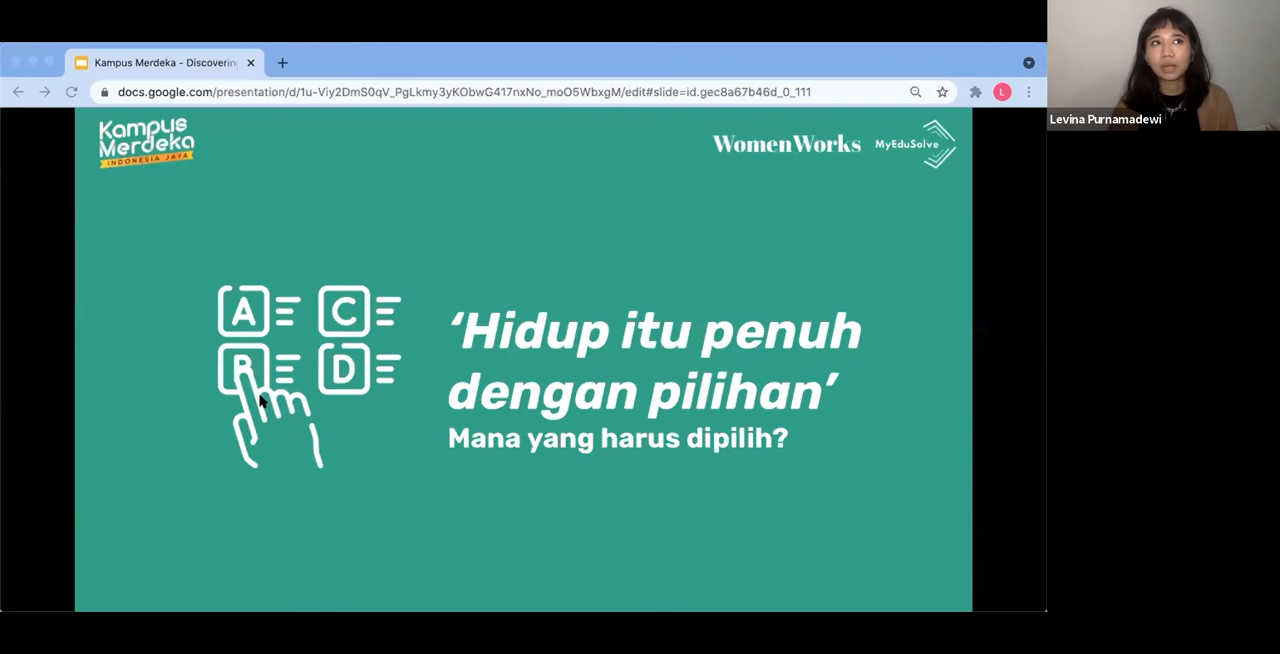 Kampus Merdeka - Discovering
docs.google.com/presentation/d/1u-Viy2DmS0qV_PgLkmy3yKObwG417nxNo_moO5WbxgM/edit#slide=id.gec8a67b46d_0_111
L
Levina Purnamadewi
Kampus
Merdeka
INDONESIA JAYA
WomenWorks
MyEduSolve
A C
B D
‘Hidup itu penuh
dengan pilihan’
Mana yang harus dipilih?